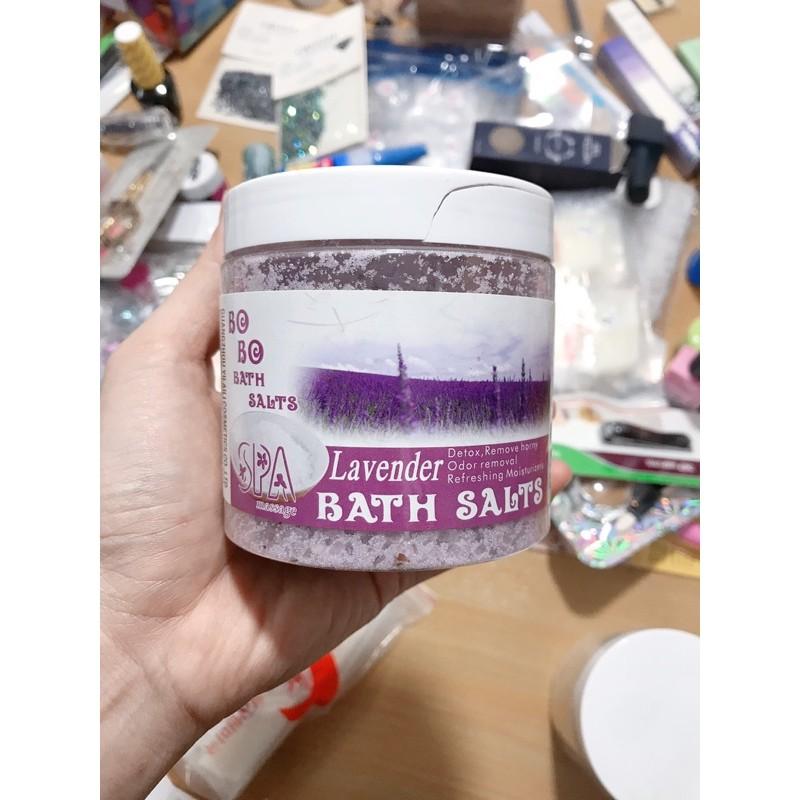 BO
BO
BATH
SALTS
SPA
massage
Lavender
Detox, Remove horny
Odor removal
Refreshing Moisturizing
BATH SALTS